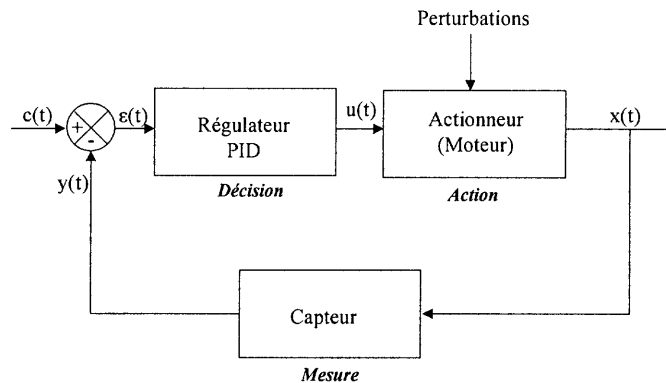 Perturbations
c(t)
+
-
ε(t)
Régulateur
PID
u(t)
Actionneur
(Moteur)
x(t)
y(t)
Décision
Action
Capteur
Mesure